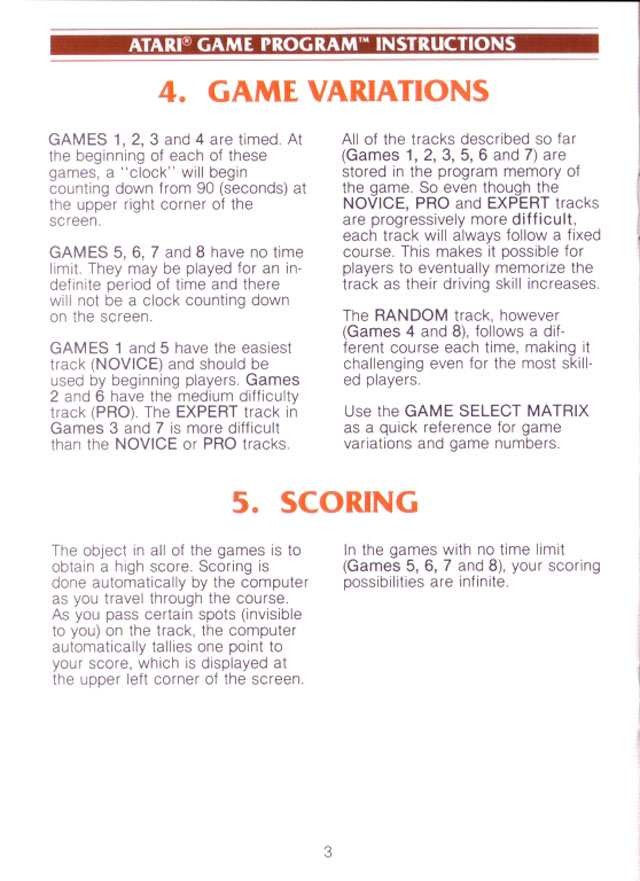 ATARI® GAME PROGRAM™ INSTRUCTIONS
4. GAME VARIATIONS
GAMES 1, 2, 3 and 4 are timed. At
the beginning of each of these
games, a "clock" will begin
counting down from 90 (seconds) at
the upper right corner of the
screen.
GAMES 5, 6, 7 and 8 have no time
limit. They may be played for an in-
definite period of time and there
will not be a clock counting down
on the screen.
GAMES 1 and 5 have the easiest
track (NOVICE) and should be
used by beginning players. Games
2 and 6 have the medium difficulty
track (PRO). The EXPERT track in
Games 3 and 7 is more difficult
than the NOVICE or PRO tracks.
All of the tracks described so far
(Games 1, 2, 3, 5, 6 and 7) are
stored in the program memory of
the game. So even though the
NOVICE, PRO and EXPERT tracks
are progressively more difficult,
each track will always follow a fixed
course. This makes it possible for
players to eventually memorize the
track as their driving skill increases.
The RANDOM track, however
(Games 4 and 8), follows a dif-
ferent course each time, making it
challenging even for the most skill-
ed players.
Use the GAME SELECT MATRIX
as a quick reference for game
variations and game numbers.
5. SCORING
The object in all of the games is to
obtain a high score. Scoring is
done automatically by the computer
as you travel through the course.
As you pass certain spots (invisible
to you) on the track, the computer
automatically tallies one point to
your score, which is displayed at
the upper left corner of the screen.
In the games with no time limit
(Games 5, 6, 7 and 8), your scoring
possibilities are infinite.
3